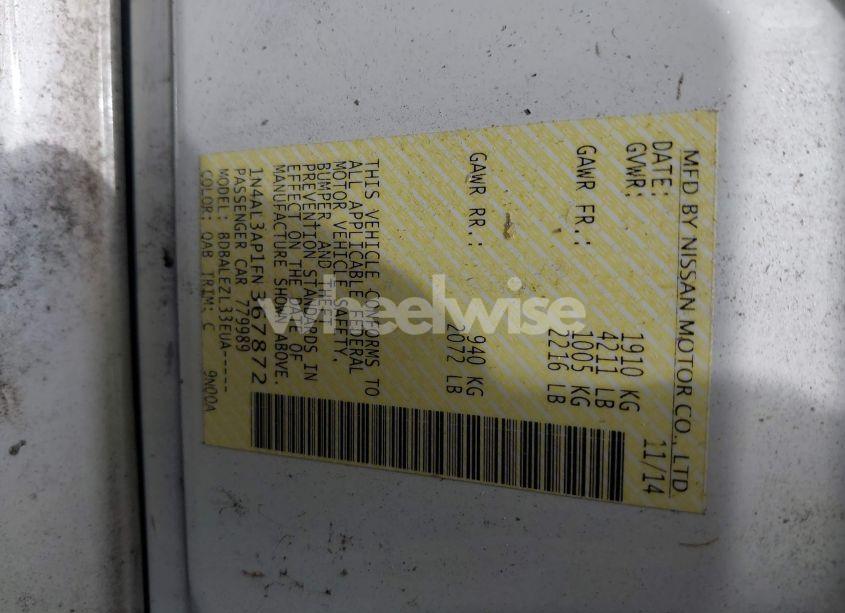 MFD BY NISSAN MOTOR CO., LTD
DATE: 11/14
GVWR: 1910 KG
4211 LB
GAWR FR.: 1005 KG
2216 LB
GAWR RR.: 940 KG
2072 LB
THIS VEHICLE CONFORMS TO
ALL APPLICABLE FEDERAL
MOTOR VEHICLE SAFETY,
BUMPER AND THEFT
PREVENTION STANDARDS IN
EFFECT ON THE DATE OF
MANUFACTURE SHOWN ABOVE.
PASSENGER CAR 779989
MODEL: BDBALEZL33EUA-----
COLOR: QAB TRIM: C 9N00A
wheelwise